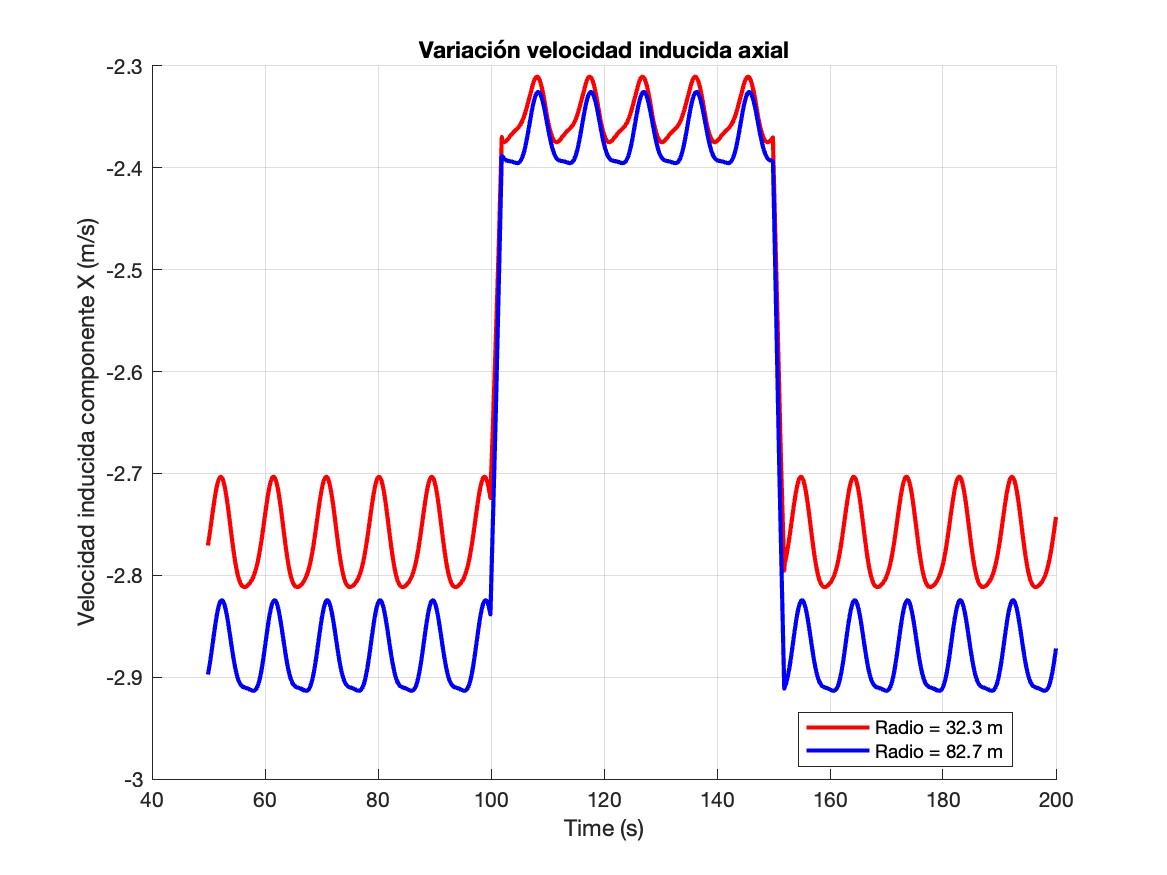 Variación velocidad inducida axial
Velocidad inducida componente X (m/s)
-2.3
-2.4
-2.5
-2.6
-2.7
-2.8
-2.9
-3
40 60 80 100 120 140 160 180 200
Time (s)
Radio = 32.3 m
Radio = 82.7 m